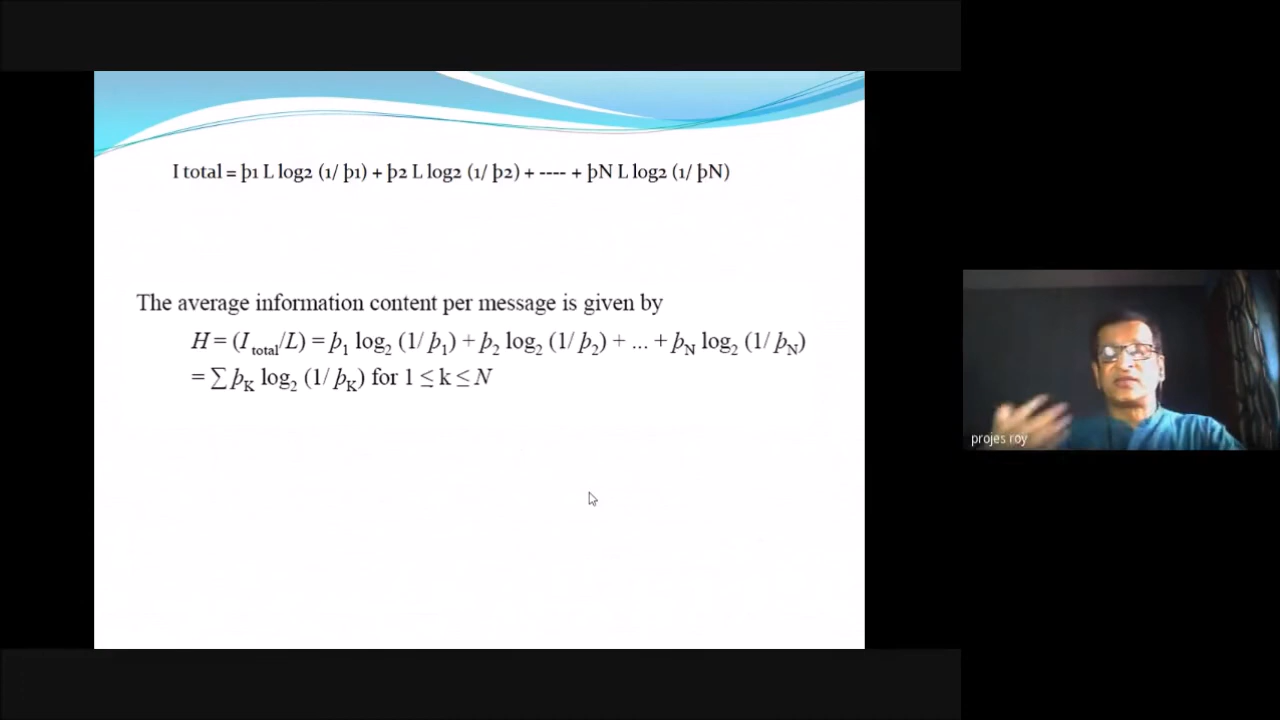 I total = þ1 L log2 (1/ þ1) + þ2 L log2 (1/ þ2) + ---- + þN L log2 (1/ þN)
The average information content per message is given by
H = (I total/L) = þ1 log2 (1/ þ1) + þ2 log2 (1/ þ2) + ... + þN log2 (1/ þN)
= ∑ þK log2 (1/ þK) for 1 ≤ k ≤ N
projes roy